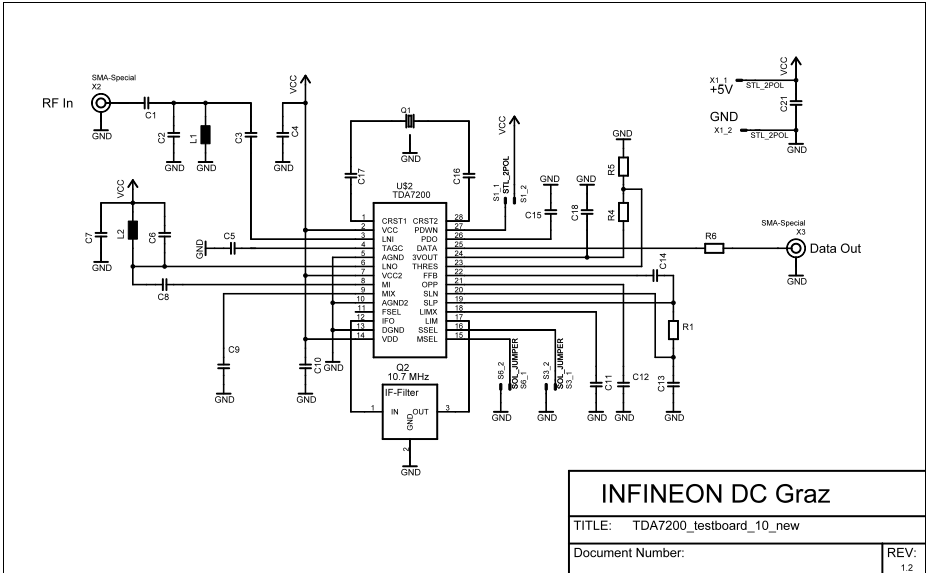 SMA-Special
X2
RF In
GND
C1
C2
GND
L1
GND
C3
VCC
C4
GND
Q1
GND
C17
C16
U$2
TDA7200
VCC
S1_1
STL_2POL
S1_2
GND
C15
GND
C18
GND
R5
R4
X1_1
+5V
STL_2POL
VCC
C21
GND
X1_2
STL_2POL
GND
SMA-Special
X3
R6
Data Out
GND
VCC
C7
GND
L2
C6
GND
C5
C8
1 CRST1 CRST2 28
2 VCC PDWN 27
3 LNI PDO 26
4 TAGC DATA 25
5 AGND 3VOUT 24
6 LNO THRES 23
7 VCC2 FFB 22
8 MI OPP 21
9 MIX SLN 20
10 AGND2 SLP 19
11 FSEL LIMX 18
12 IFO LIM 17
13 DGND SSEL 16
14 VDD MSEL 15
C14
R1
C9
GND
C10
GND
GND
Q2
10.7 MHz
IF-Filter
1 IN OUT 3
GND
2
GND
S6_2
SOL_JUMPER
S6_1
GND
S3_2
SOL_JUMPER
S3_1
GND
C11
GND
C12
GND
C13
GND
INFINEON DC Graz
TITLE: TDA7200_testboard_10_new
Document Number:
REV:
1.2